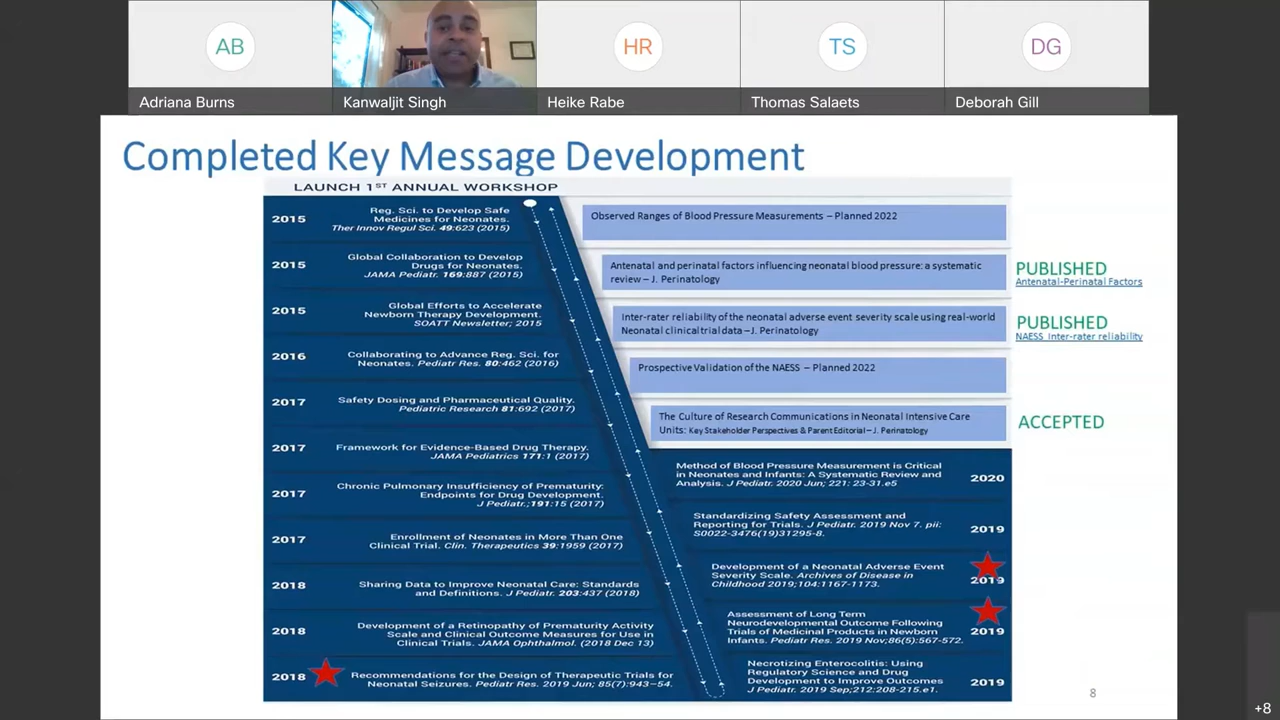 AB
HR
TS
DG
Adriana Burns
Kanwaljit Singh
Heike Rabe
Thomas Salaets
Deborah Gill
Completed Key Message Development
LAUNCH 1ST ANNUAL WORKSHOP
2015
Reg. Sci. to Develop Safe
Medicines for Neonates.
Ther Innov Regul Sci. 49:623 (2015)
2015
Global Collaboration to Develop
Drugs for Neonates.
JAMA Pediatr. 169:887 (2015)
2015
Global Efforts to Accelerate
Newborn Therapy Development.
SOATT Newsletter; 2015
2016
Collaborating to Advance Reg. Sci. for
Neonates. Pediatr Res. 80:462 (2016)
2017
Safety Dosing and Pharmaceutical Quality.
Pediatric Research 81:692 (2017)
2017
Framework for Evidence-Based Drug Therapy.
JAMA Pediatrics 171:1 (2017)
2017
Chronic Pulmonary Insufficiency of Prematurity:
Endpoints for Drug Development.
J Pediatr.;191:15 (2017)
2017
Enrollment of Neonates in More Than One
Clinical Trial. Clin. Therapeutics 39:1959 (2017)
2018
Sharing Data to Improve Neonatal Care: Standards
and Definitions. J Pediatr. 203:437 (2018)
2018
Development of a Retinopathy of Prematurity Activity
Scale and Clinical Outcome Measures for Use in
Clinical Trials. JAMA Ophthalmol. (2018 Dec 13)
2018
Recommendations for the Design of Therapeutic Trials for
Neonatal Seizures. Pediatr Res. 2019 Jun; 85(7):943–54.
Observed Ranges of Blood Pressure Measurements – Planned 2022
Antenatal and perinatal factors influencing neonatal blood pressure: a systematic
review – J. Perinatology
PUBLISHED
Antenatal-Perinatal Factors
Inter-rater reliability of the neonatal adverse event severity scale using real-world
Neonatal clinical trial data – J. Perinatology
PUBLISHED
NAESS Inter-rater reliability
Prospective Validation of the NAESS – Planned 2022
The Culture of Research Communications in Neonatal Intensive Care
Units: Key Stakeholder Perspectives & Parent Editorial – J. Perinatology
ACCEPTED
Method of Blood Pressure Measurement is Critical
in Neonates and Infants: A Systematic Review and
Analysis. J Pediatr. 2020 Jun; 221: 23-31.e5
2020
Standardizing Safety Assessment and
Reporting for Trials. J Pediatr. 2019 Nov 7. pii:
S0022-3476(19)31295-8.
2019
Development of a Neonatal Adverse Event
Severity Scale. Archives of Disease in
Childhood 2019;104:1167-1173.
2019
Assessment of Long Term
Neurodevelopmental Outcome Following
Trials of Medicinal Products in Newborn
Infants. Pediatr Res. 2019 Nov;86(5):567-572.
2019
Necrotizing Enterocolitis: Using
Regulatory Science and Drug
Development to Improve Outcomes
J Pediatr. 2019 Sep;212:208-215.e1.
2019
8
+8